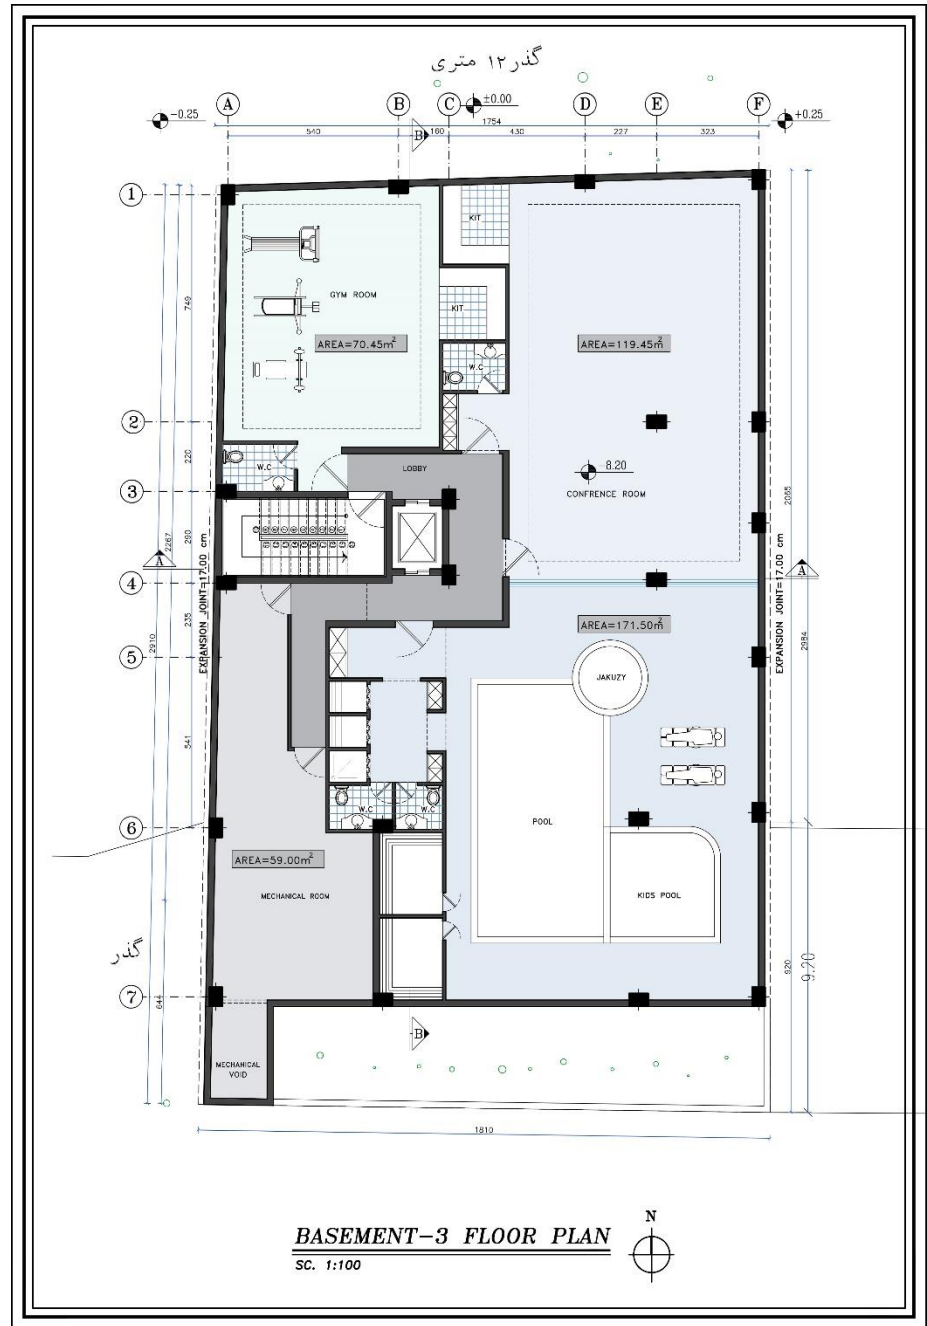 گذر ۱۲ متری
A
B
C
D
E
F
-0.25
±0.00
+0.25
1754
540
B
160
430
227
323
1
KIT
749
GYM ROOM
KIT
AREA=70.45m²
AREA=119.45m²
W.C
2
220
W.C
LOBBY
-8.20
CONFRENCE ROOM
3
2065
290
2267
EXPANSION JOINT=17.00 cm
EXPANSION JOINT=17.00 cm
A
A
4
235
AREA=171.50m²
2910
2984
5
JAKUZY
541
W.C
W.C
POOL
6
AREA=59.00m²
MECHANICAL ROOM
KIDS POOL
گذر
920
9.20
7
644
B
MECHANICAL
VOID
1810
N
BASEMENT-3 FLOOR PLAN
SC. 1:100